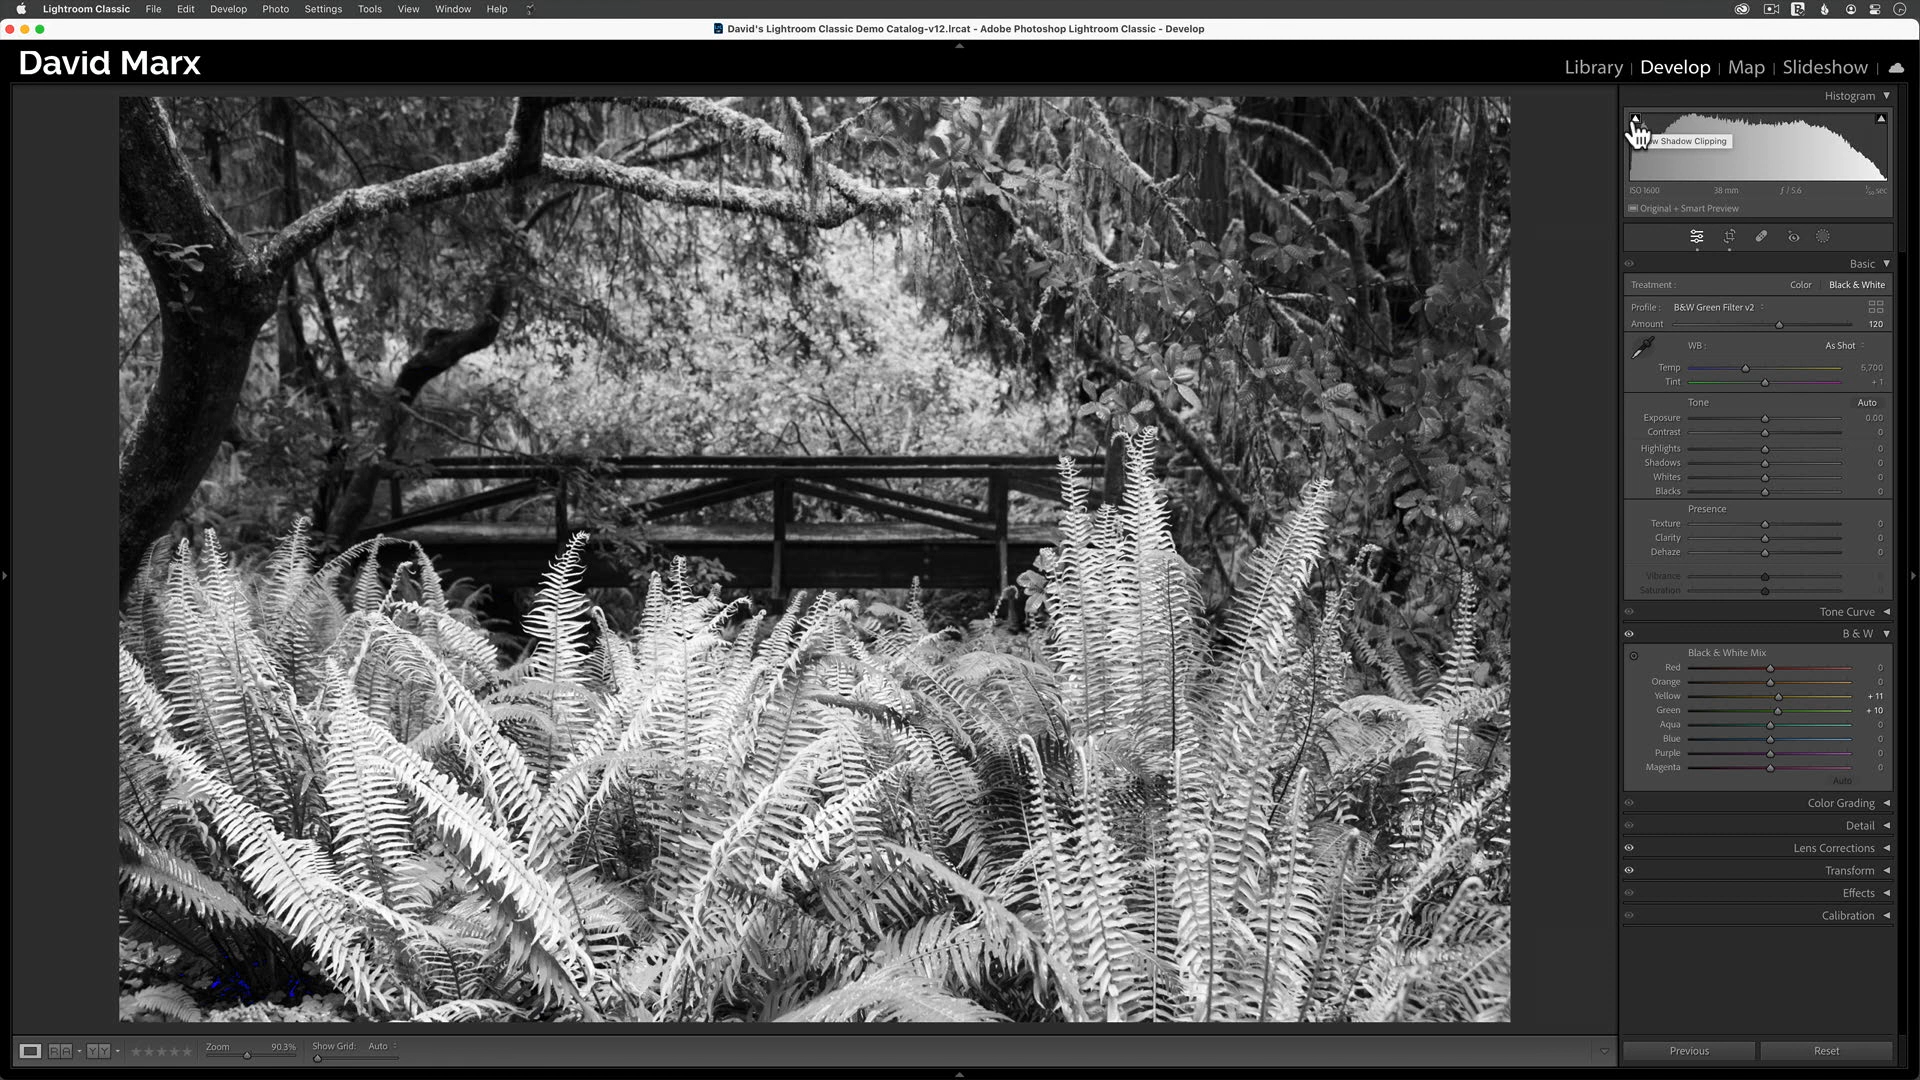 Lightroom Classic File Edit Develop Photo Settings Tools View Window Help
David's Lightroom Classic Demo Catalog-v12.lrcat - Adobe Photoshop Lightroom Classic - Develop
David Marx
Library | Develop | Map | Slideshow |
Histogram
Shadow Clipping
ISO 1600 38 mm ƒ / 5.6 sec
Original + Smart Preview
Basic
Treatment : Color Black & White
Profile : B&W Green Filter v2
Amount 120
WB : As Shot
Temp 5,700
Tint + 1
Tone Auto
Exposure 0.00
Contrast 0
Highlights 0
Shadows 0
Whites 0
Blacks 0
Presence
Texture 0
Clarity 0
Dehaze 0
Vibrance
Saturation
Tone Curve
B & W
Black & White Mix
Red 0
Orange 0
Yellow + 11
Green + 10
Aqua 0
Blue 0
Purple 0
Magenta 0
Auto
Color Grading
Detail
Lens Corrections
Transform
Effects
Calibration
Zoom 90.3% Show Grid: Auto
Previous Reset